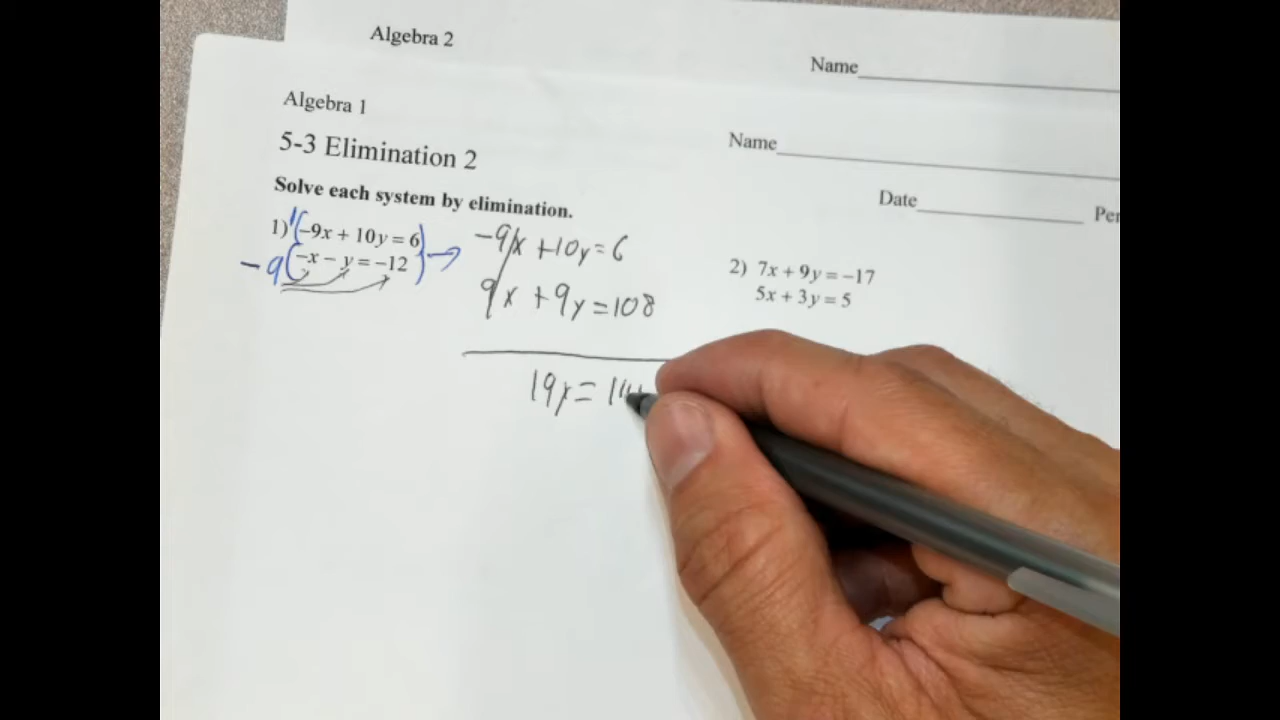 Algebra 2
Name
Algebra 1
Name
5-3 Elimination 2
Date
Per
Solve each system by elimination.
1) 1(-9x + 10y = 6)
-9(-x - y = -12)
-9x + 10y = 6
9x + 9y = 108
19y =
2) 7x + 9y = -17
5x + 3y = 5